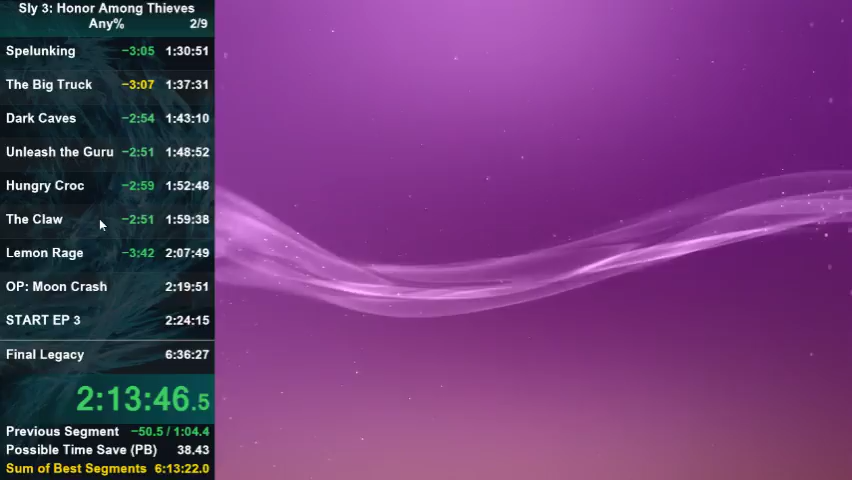 Sly 3: Honor Among Thieves
Any% 2/9
Spelunking −3:05 1:30:51
The Big Truck −3:07 1:37:31
Dark Caves −2:54 1:43:10
Unleash the Guru −2:51 1:48:52
Hungry Croc −2:59 1:52:48
The Claw −2:51 1:59:38
Lemon Rage −3:42 2:07:49
OP: Moon Crash 2:19:51
START EP 3 2:24:15
Final Legacy 6:36:27
2:13:46.5
Previous Segment −50.5 / 1:04.4
Possible Time Save (PB) 38.43
Sum of Best Segments 6:13:22.0